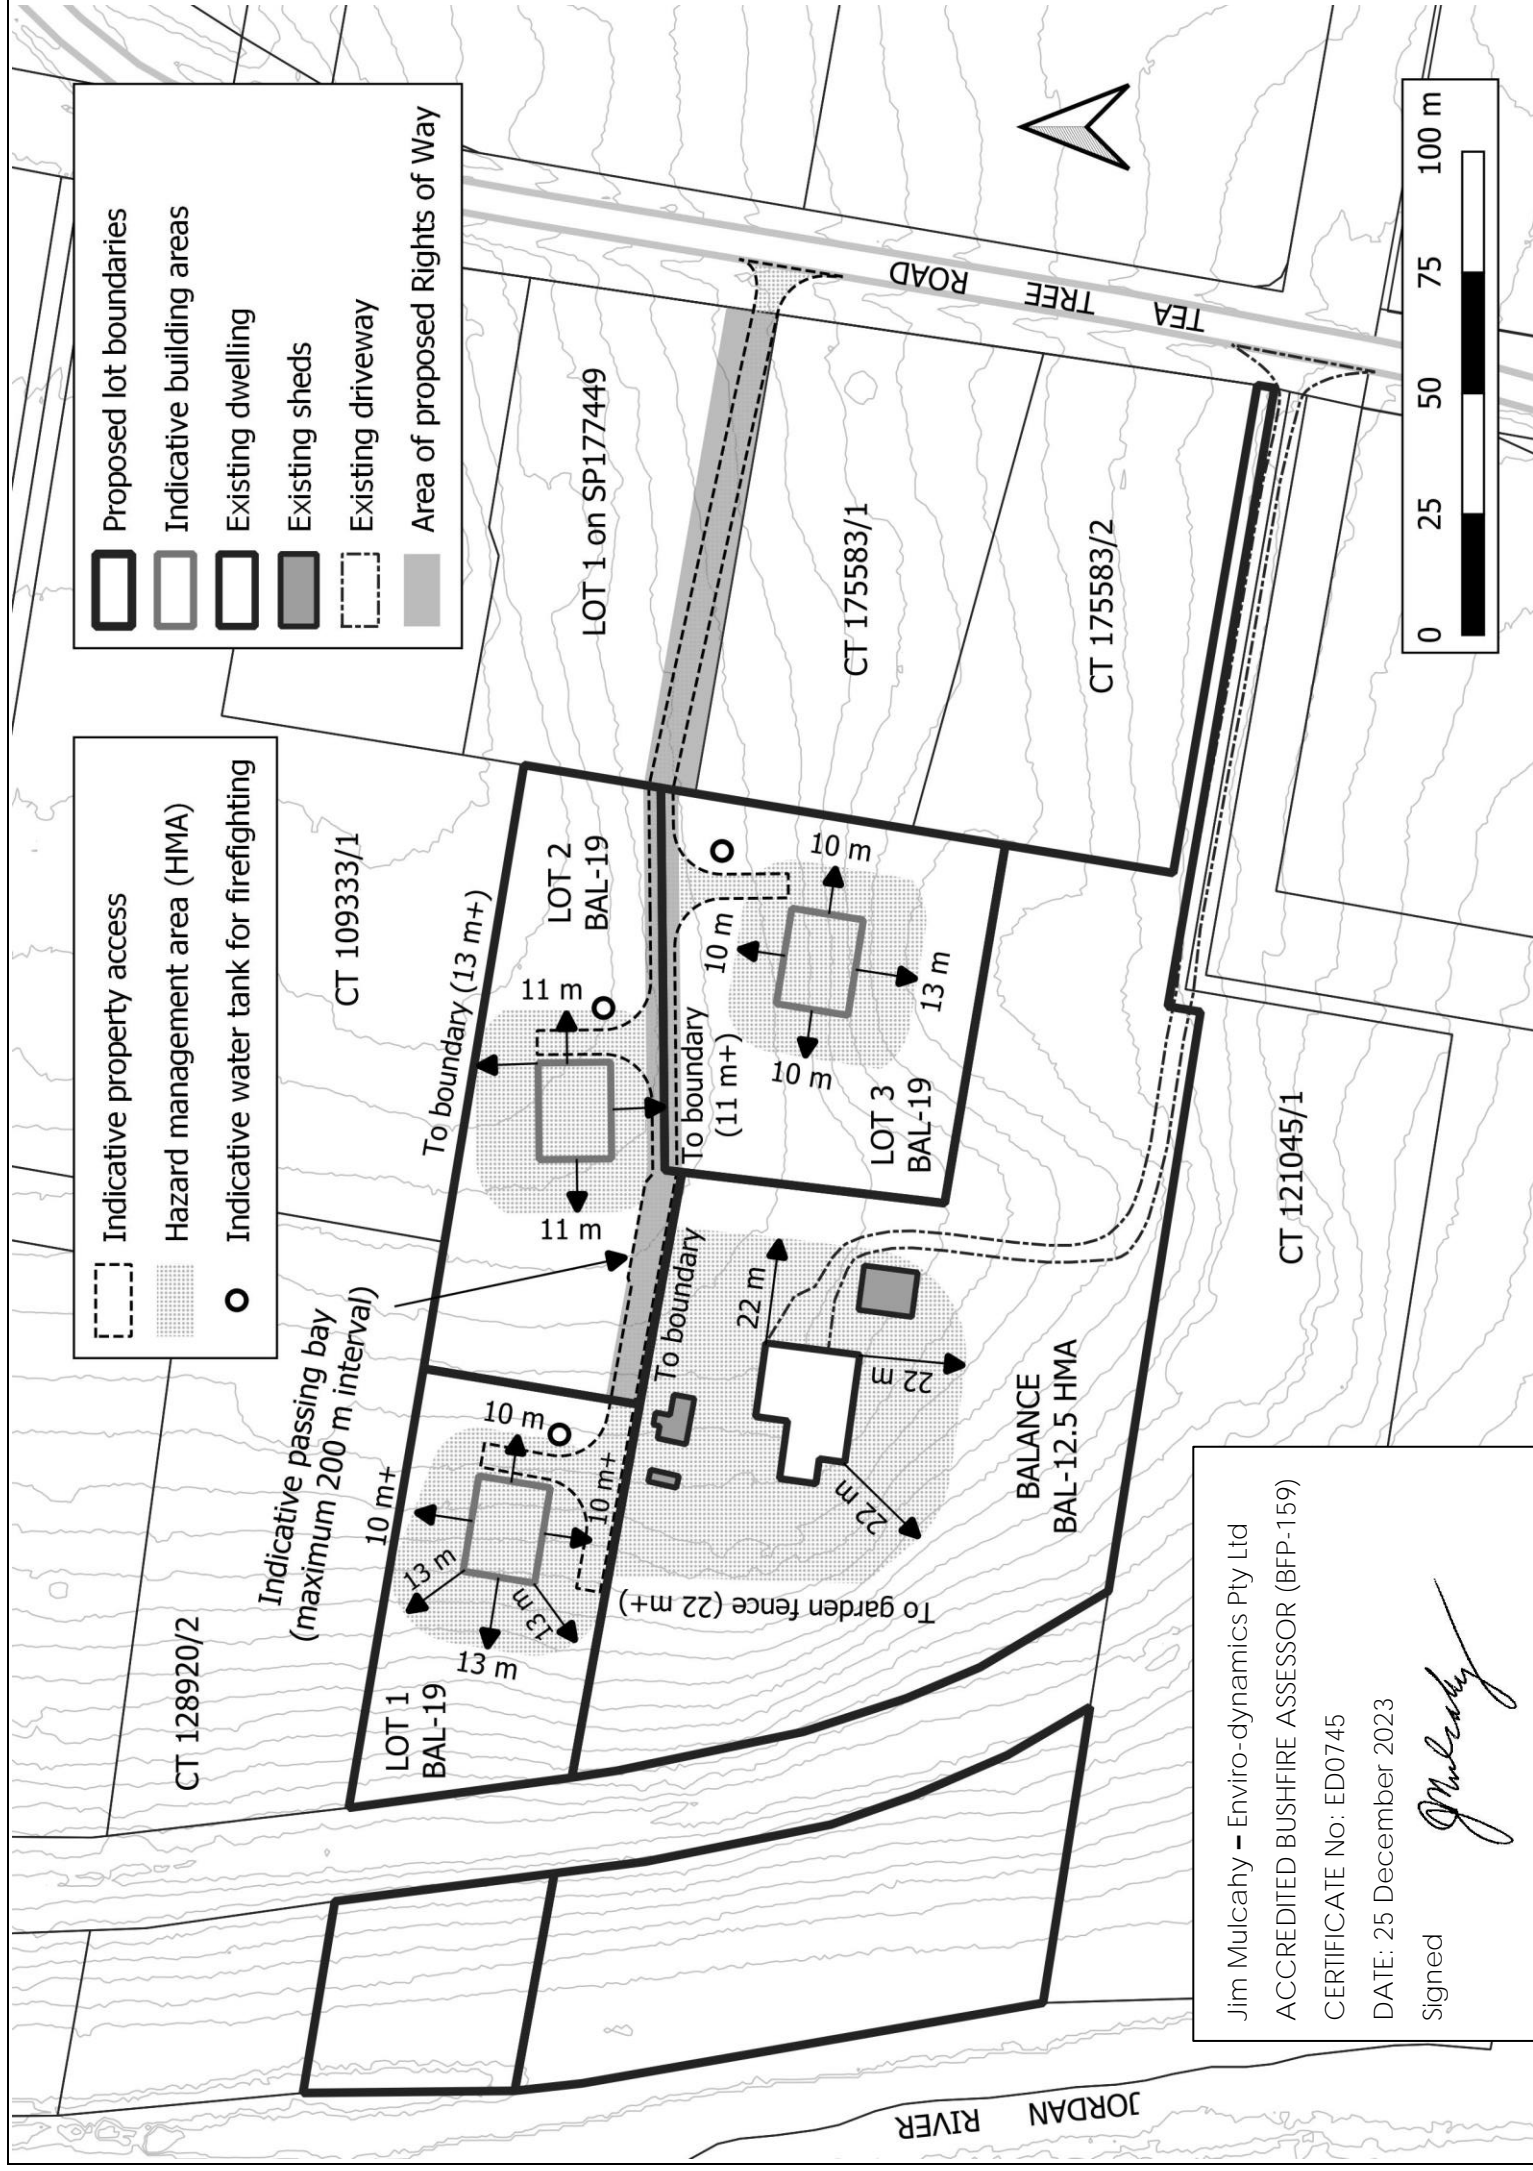 Indicative property access
Hazard management area (HMA)
Indicative water tank for firefighting
Proposed lot boundaries
Indicative building areas
Existing dwelling
Existing sheds
Existing driveway
Area of proposed Rights of Way
CT 128920/2
CT 109333/1
Indicative passing bay
(maximum 200 m interval)
To boundary (13 m+)
LOT 1
BAL-19
10 m+
13 m
13 m
13 m
10 m
10 m+
LOT 2
BAL-19
11 m
11 m
To boundary
(11 m+)
LOT 3
BAL-19
10 m
10 m
10 m
13 m
To boundary
22 m
22 m
22 m
To garden fence (22 m+)
BALANCE
BAL-12.5 HMA
LOT 1 on SP177449
CT 175583/1
CT 175583/2
CT 121045/1
TEA TREE ROAD
JORDAN
RIVER
Jim Mulcahy – Enviro-dynamics Pty Ltd
ACCREDITED BUSHFIRE ASSESSOR (BFP-159)
CERTIFICATE No: ED0745
DATE: 25 December 2023
Signed JMulcahy
0 25 50 75 100 m